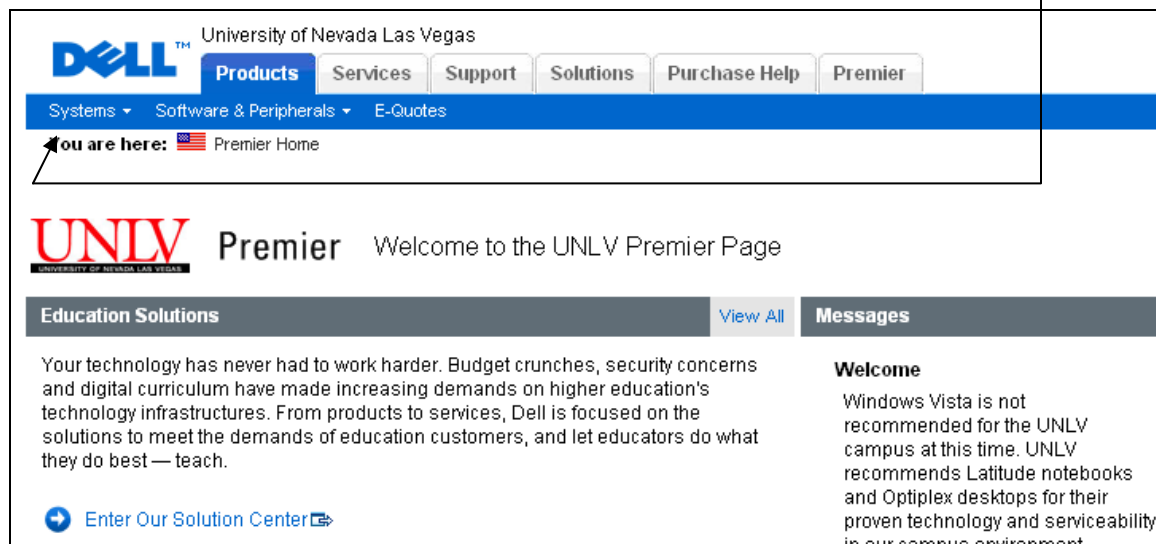 DELL™
University of Nevada Las Vegas
Products Services Support Solutions Purchase Help Premier
Systems Software & Peripherals E-Quotes
You are here: Premier Home
UNLV
UNIVERSITY OF NEVADA LAS VEGAS
Premier Welcome to the UNLV Premier Page
Education Solutions View All
Your technology has never had to work harder. Budget crunches, security concerns
and digital curriculum have made increasing demands on higher education's
technology infrastructures. From products to services, Dell is focused on the
solutions to meet the demands of education customers, and let educators do what
they do best — teach.
Enter Our Solution Center
Messages
Welcome
Windows Vista is not
recommended for the UNLV
campus at this time. UNLV
recommends Latitude notebooks
and Optiplex desktops for their
proven technology and serviceability
in our campus environment